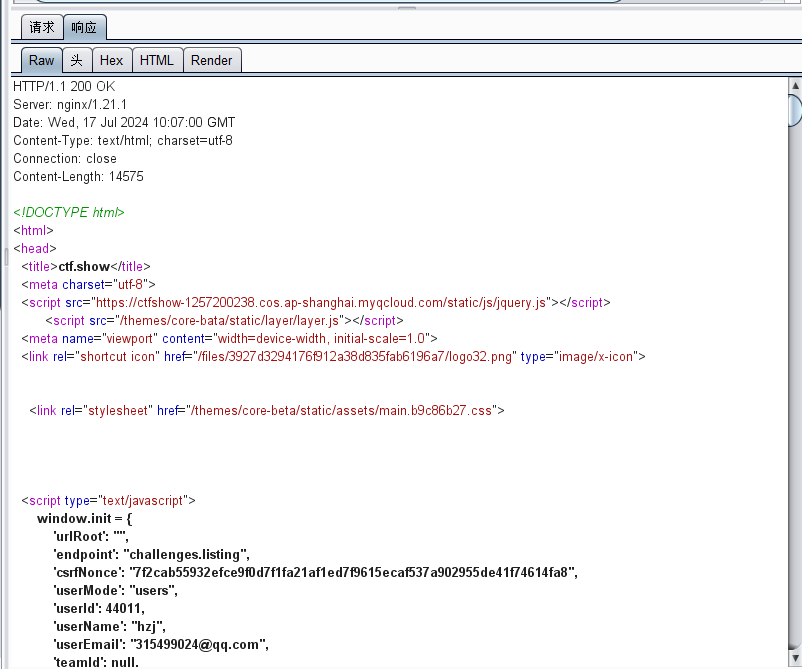 请求 响应
Raw 头 Hex HTML Render
HTTP/1.1 200 OK
Server: nginx/1.21.1
Date: Wed, 17 Jul 2024 10:07:00 GMT
Content-Type: text/html; charset=utf-8
Connection: close
Content-Length: 14575
<!DOCTYPE html>
<html>
<head>
<title>ctf.show</title>
<meta charset="utf-8">
<script src="https://ctfshow-1257200238.cos.ap-shanghai.myqcloud.com/static/js/jquery.js"></script>
<script src="/themes/core-bata/static/layer/layer.js"></script>
<meta name="viewport" content="width=device-width, initial-scale=1.0">
<link rel="shortcut icon" href="/files/3927d3294176f912a38d835fab6196a7/logo32.png" type="image/x-icon">
<link rel="stylesheet" href="/themes/core-beta/static/assets/main.b9c86b27.css">
<script type="text/javascript">
window.init = {
'urlRoot': "",
'endpoint': "challenges.listing",
'csrfNonce': "7f2cab55932efce9f0d7f1fa21af1ed7f9615ecaf537a902955de41f74614fa8",
'userMode': "users",
'userId': 44011,
'userName': "hzj",
'userEmail': "315499024@qq.com",
'teamId': null,